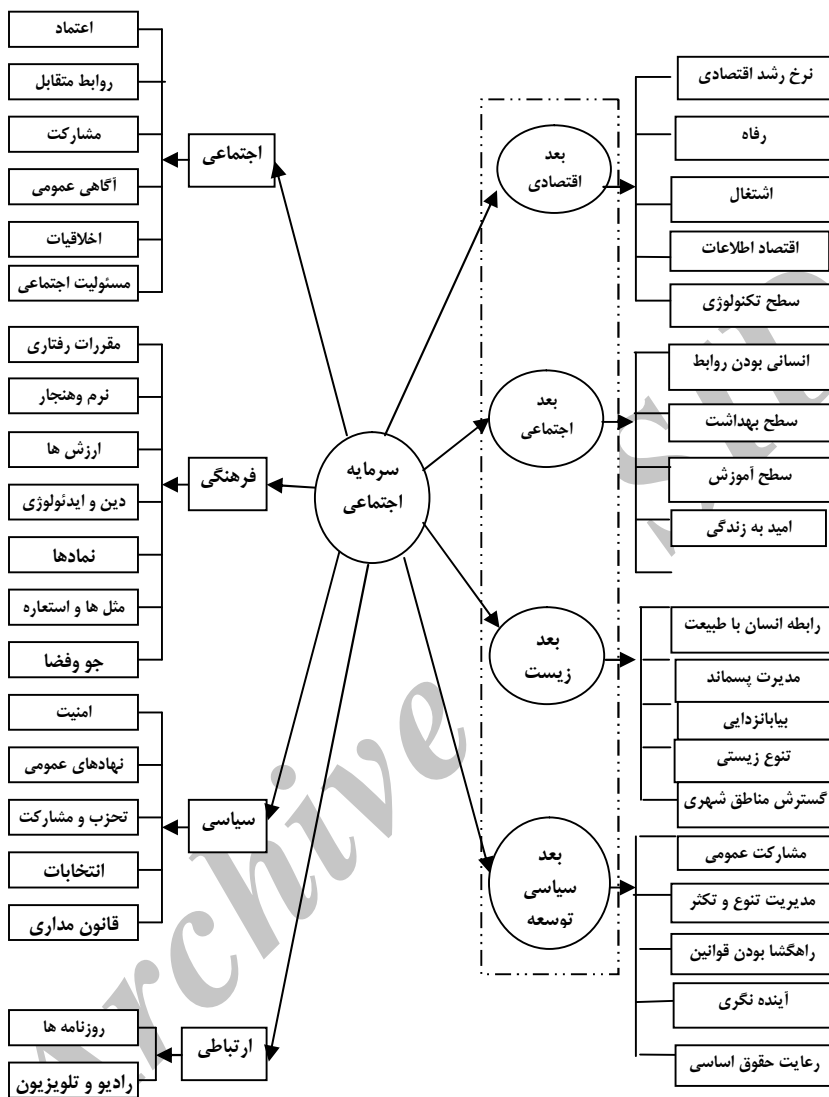 اعتماد
روابط متقابل
مشارکت
آگاهی عمومی
اخلاقیات
مسئولیت اجتماعی
اجتماعی
مقررات رفتاری
نرم وهنجار
ارزش ها
دین و ایدئولوژی
نمادها
مثل ها و استعاره
جو وفضا
فرهنگی
امنیت
نهادهای عمومی
تحزب و مشارکت
انتخابات
قانون مداری
سیاسی
روزنامه ها
رادیو و تلویزیون
ارتباطی
سرمایه
اجتماعی
بعد
اقتصادی
نرخ رشد اقتصادی
رفاه
اشتغال
اقتصاد اطلاعات
سطح تکنولوژی
بعد
اجتماعی
انسانی بودن روابط
سطح بهداشت
سطح آموزش
امید به زندگی
بعد
زیست
رابطه انسان با طبیعت
مدیرت پسماند
بیابانزدایی
تنوع زیستی
گسترش مناطق شهری
بعد
سیاسی
توسعه
مشارکت عمومی
مدیریت تنوع و تکثر
راهگشا بودن قوانین
آینده نگری
رعایت حقوق اساسی
Archive
SID